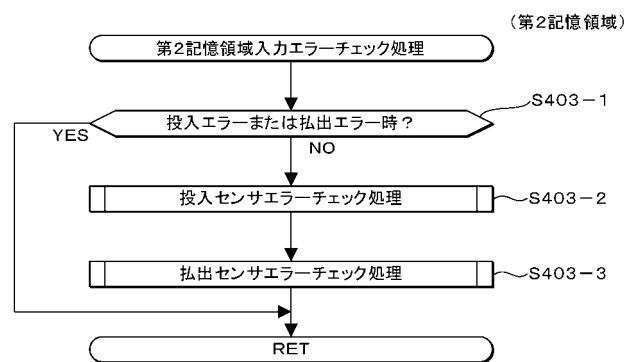 (第2記憶領域)
第2記憶領域入力エラーチェック処理
S403-1
投入エラーまたは払出エラー時?
YES
NO
投入センサエラーチェック処理
S403-2
払出センサエラーチェック処理
S403-3
RET